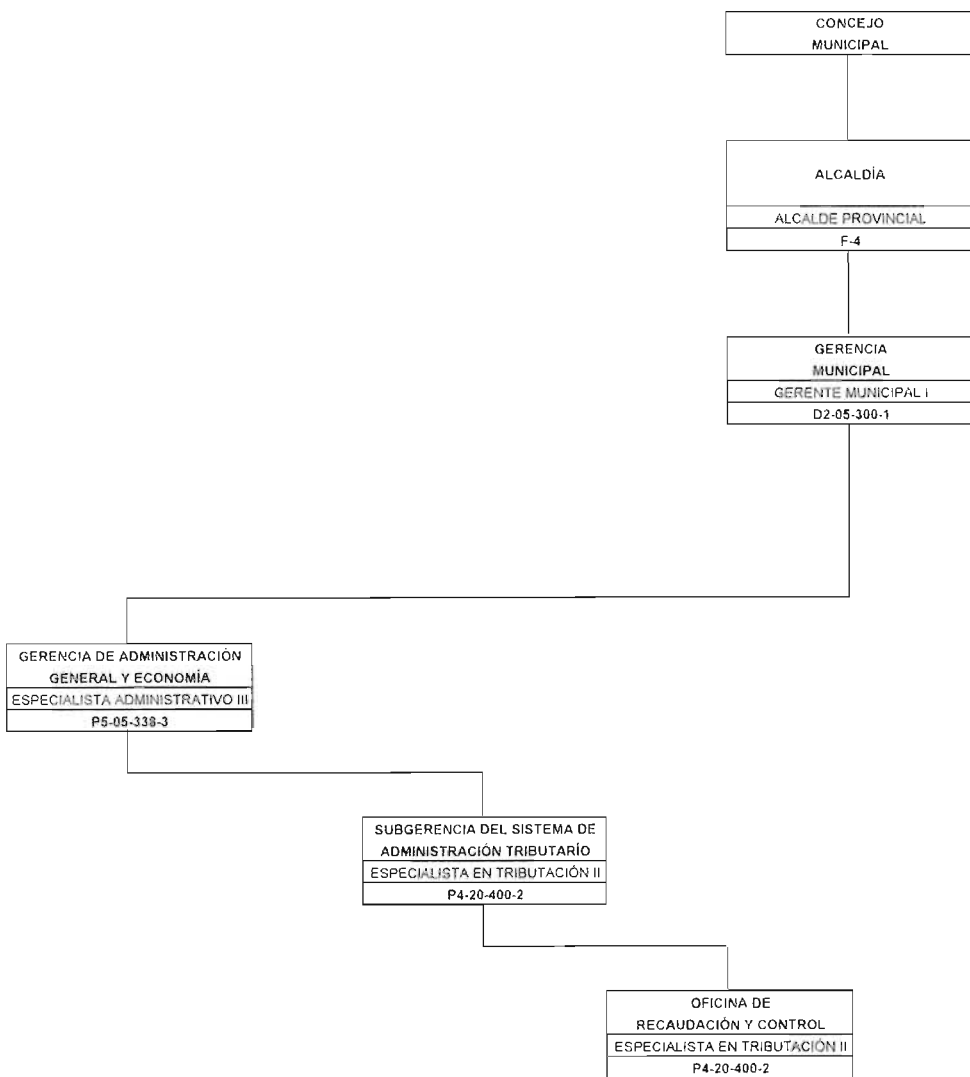 CONCEJO
MUNICIPAL
ALCALDÍA
ALCALDE PROVINCIAL
F-4
GERENCIA
MUNICIPAL
GERENTE MUNICIPAL I
D2-05-300-1
GERENCIA DE ADMINISTRACIÓN
GENERAL Y ECONOMÍA
ESPECIALISTA ADMINISTRATIVO III
P5-05-338-3
SUBGERENCIA DEL SISTEMA DE
ADMINISTRACIÓN TRIBUTARÍO
ESPECIALISTA EN TRIBUTACIÓN II
P4-20-400-2
OFICINA DE
RECAUDACIÓN Y CONTROL
ESPECIALISTA EN TRIBUTACIÓN II
P4-20-400-2